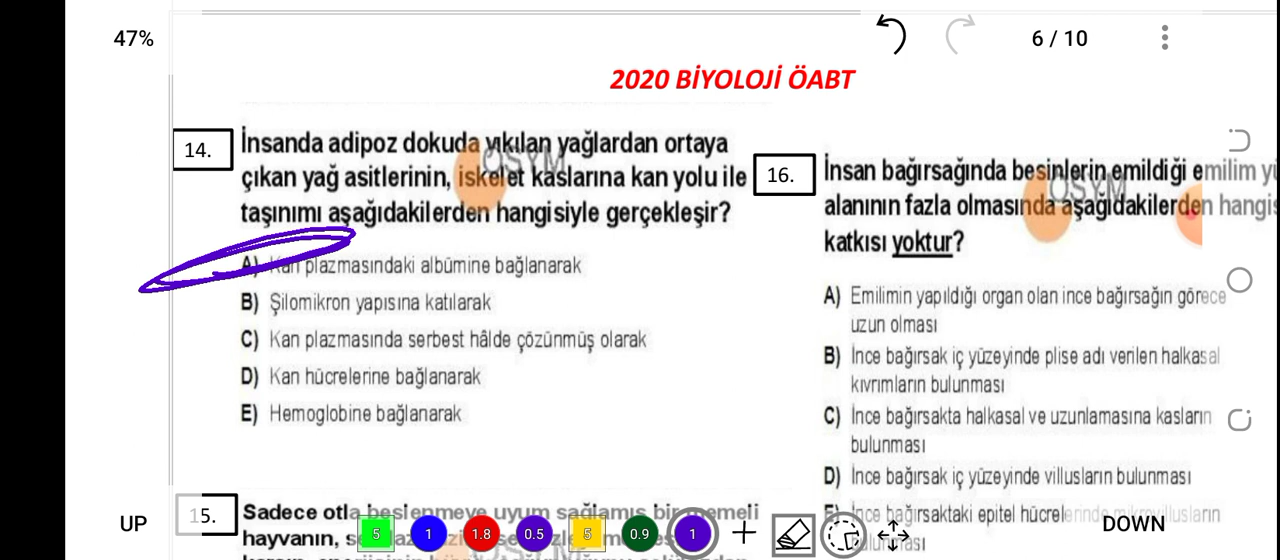 47%
6 / 10
2020 BİYOLOJİ ÖABT
14.
İnsanda adipoz dokuda yıkılan yağlardan ortaya
çıkan yağ asitlerinin, iskelet kaslarına kan yolu ile
taşınımı aşağıdakilerden hangisiyle gerçekleşir?
A) Kan plazmasındaki albümine bağlanarak
B) Şilomikron yapısına katılarak
C) Kan plazmasında serbest hâlde çözünmüş olarak
D) Kan hücrelerine bağlanarak
E) Hemoglobine bağlanarak
15.
Sadece otla beslenmeye uyum sağlamış bir memeli
hayvanın,
16.
İnsan bağırsağında besinlerin emildiği emilim
alanının fazla olmasında aşağıdakilerden
katkısı yoktur?
A) Emilimin yapıldığı organ olan ince bağırsağın görece
uzun olması
B) İnce bağırsak iç yüzeyinde plise adı verilen halkasal
kıvrımların bulunması
C) İnce bağırsakta halkasal ve uzunlamasına kasların
bulunması
D) İnce bağırsak iç yüzeyinde villusların bulunması
E) İnce bağırsaktaki epitel hücrelerinde mikrovillusların
bulunması
ÖSYM
ÖSYM
UP
5
1
1.8
0.5
5
0.9
1
DOWN